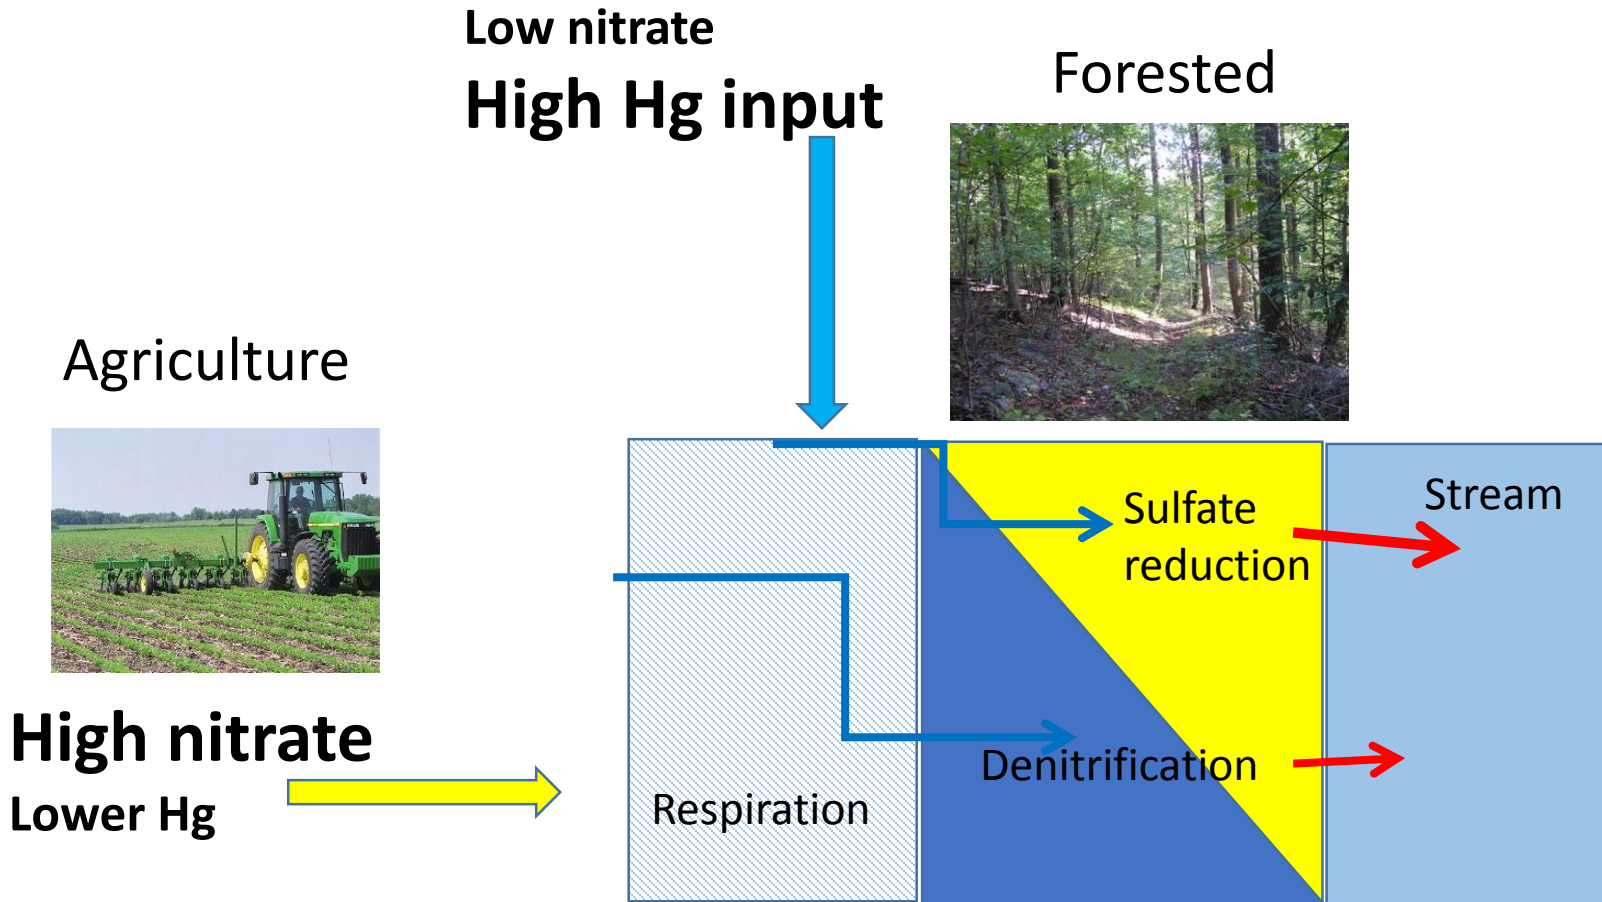 Low nitrate
High Hg input
Forested
Agriculture
High nitrate
Lower Hg
Respiration
Sulfate
reduction
Denitrification
Stream